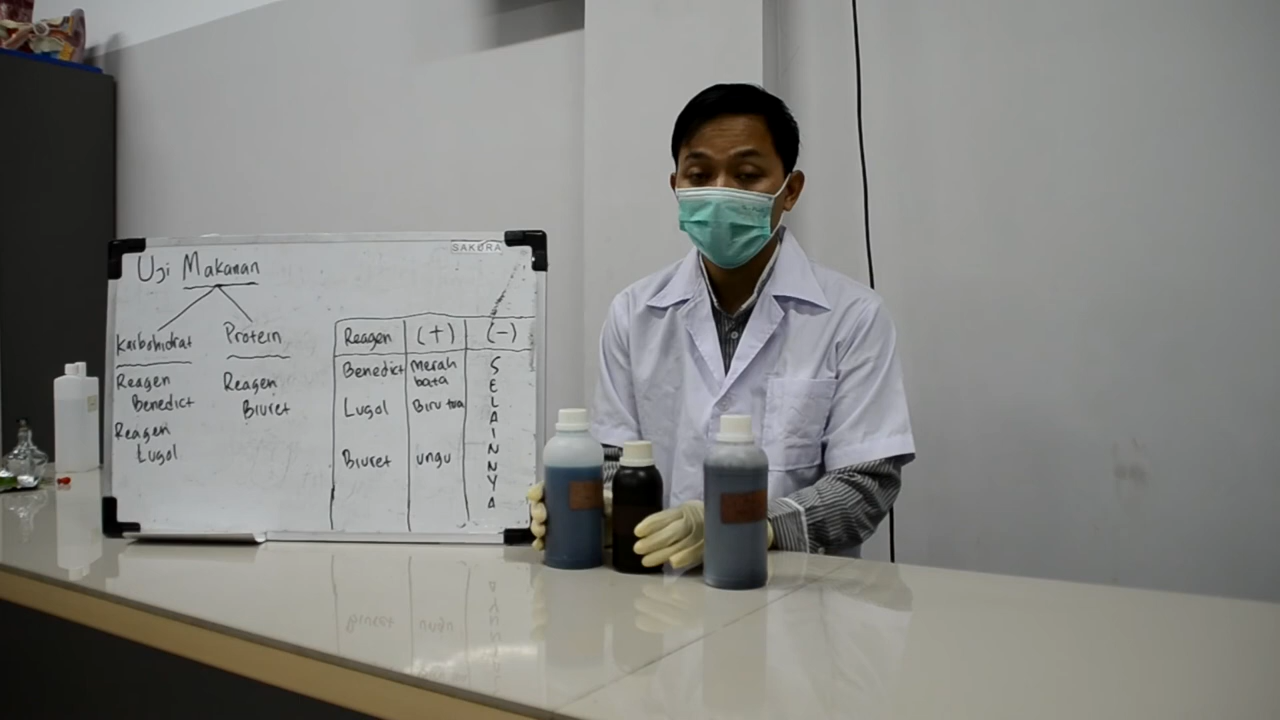 SAKURA
Uji Makanan
Karbohidrat
Protein
Reagen
Benedict
Reagen
Lugol
Reagen
Biuret
Reagen (+) (-)
Benedict Merah
bata
Lugol Biru tua
Biuret ungu
SELAINNYA